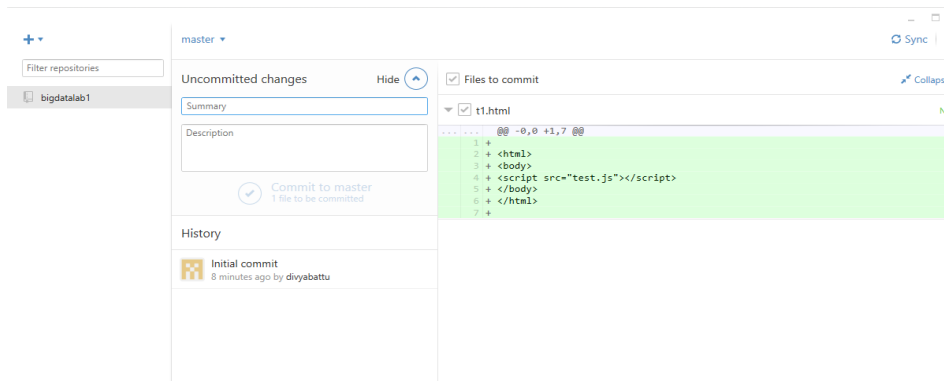 master
Sync
Filter repositories
bigdatalab1
Uncommitted changes
Hide
Summary
Description
Commit to master
1 file to be committed
History
Initial commit
8 minutes ago by divyabattu
Files to commit
Collaps
t1.html
N
... ... @@ -0,0 +1,7 @@
1 +
2 + <html>
3 + <body>
4 + <script src="test.js"></script>
5 + </body>
6 + </html>
7 +